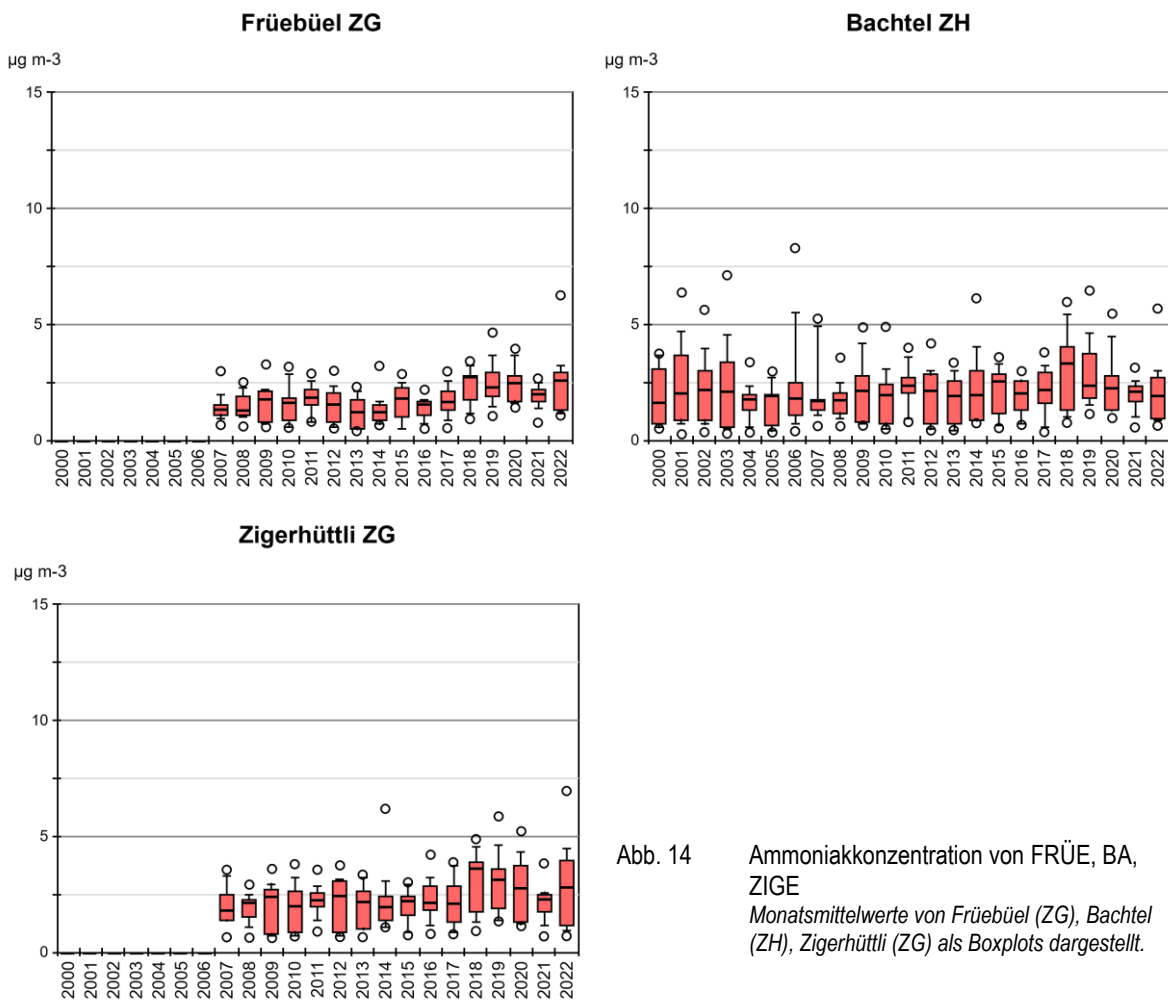 Früebüel ZG
µg m-3
15
10
5
0
2000 2001 2002 2003 2004 2005 2006 2007 2008 2009 2010 2011 2012 2013 2014 2015 2016 2017 2018 2019 2020 2021 2022
Bachtel ZH
µg m-3
15
10
5
0
2000 2001 2002 2003 2004 2005 2006 2007 2008 2009 2010 2011 2012 2013 2014 2015 2016 2017 2018 2019 2020 2021 2022
Zigerhüttli ZG
µg m-3
15
10
5
0
2000 2001 2002 2003 2004 2005 2006 2007 2008 2009 2010 2011 2012 2013 2014 2015 2016 2017 2018 2019 2020 2021 2022
Abb. 14 Ammoniakkonzentration von FRÜE, BA,
ZIGE
Monatsmittelwerte von Früebüel (ZG), Bachtel
(ZH), Zigerhüttli (ZG) als Boxplots dargestellt.